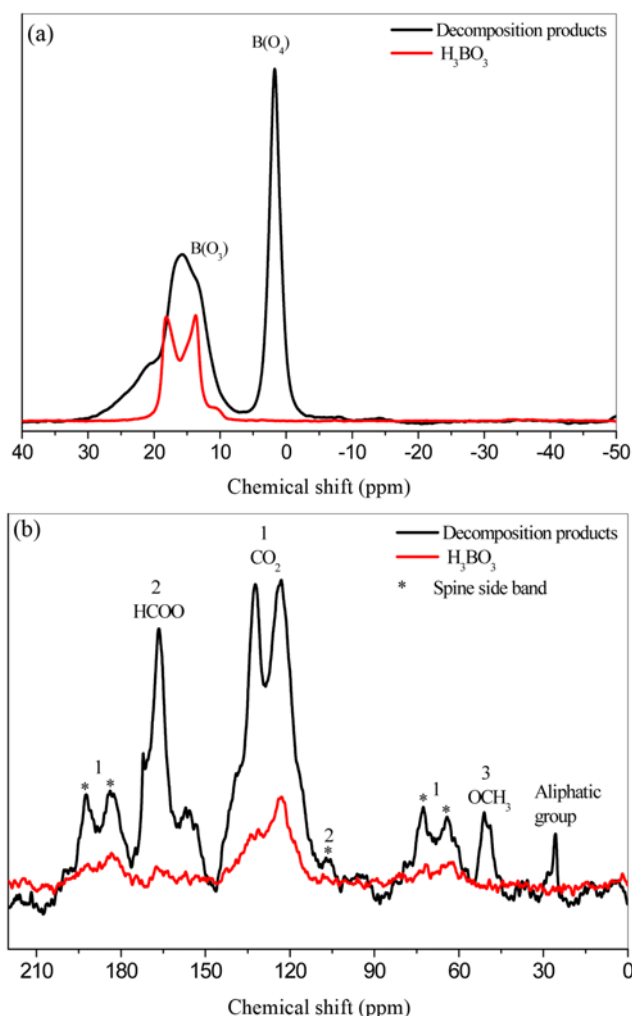 (a)
B(O₄)
Decomposition products
H₃BO₃
B(O₃)
40 30 20 10 0 -10 -20 -30 -40 -50
Chemical shift (ppm)
(b)
1
CO₂
Decomposition products
H₃BO₃
* Spine side band
2
HCOO
1
* *
2
*
1
* *
3
OCH₃
Aliphatic
group
210 180 150 120 90 60 30 0
Chemical shift (ppm)